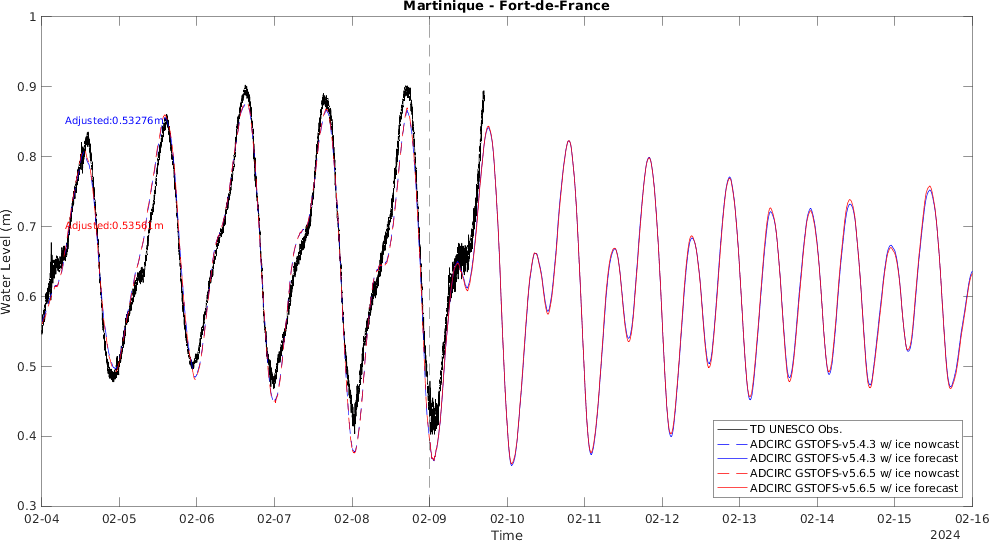 Martinique - Fort-de-France
1
0.9
0.8
0.7
0.6
0.5
0.4
0.3
Water Level (m)
Adjusted:0.53276m
Adjusted:0.53561m
TD UNESCO Obs.
ADCIRC GSTOFS-v5.4.3 w/ ice nowcast
ADCIRC GSTOFS-v5.4.3 w/ ice forecast
ADCIRC GSTOFS-v5.6.5 w/ ice nowcast
ADCIRC GSTOFS-v5.6.5 w/ ice forecast
02-04 02-05 02-06 02-07 02-08 02-09 02-10 02-11 02-12 02-13 02-14 02-15 02-16
Time
2024